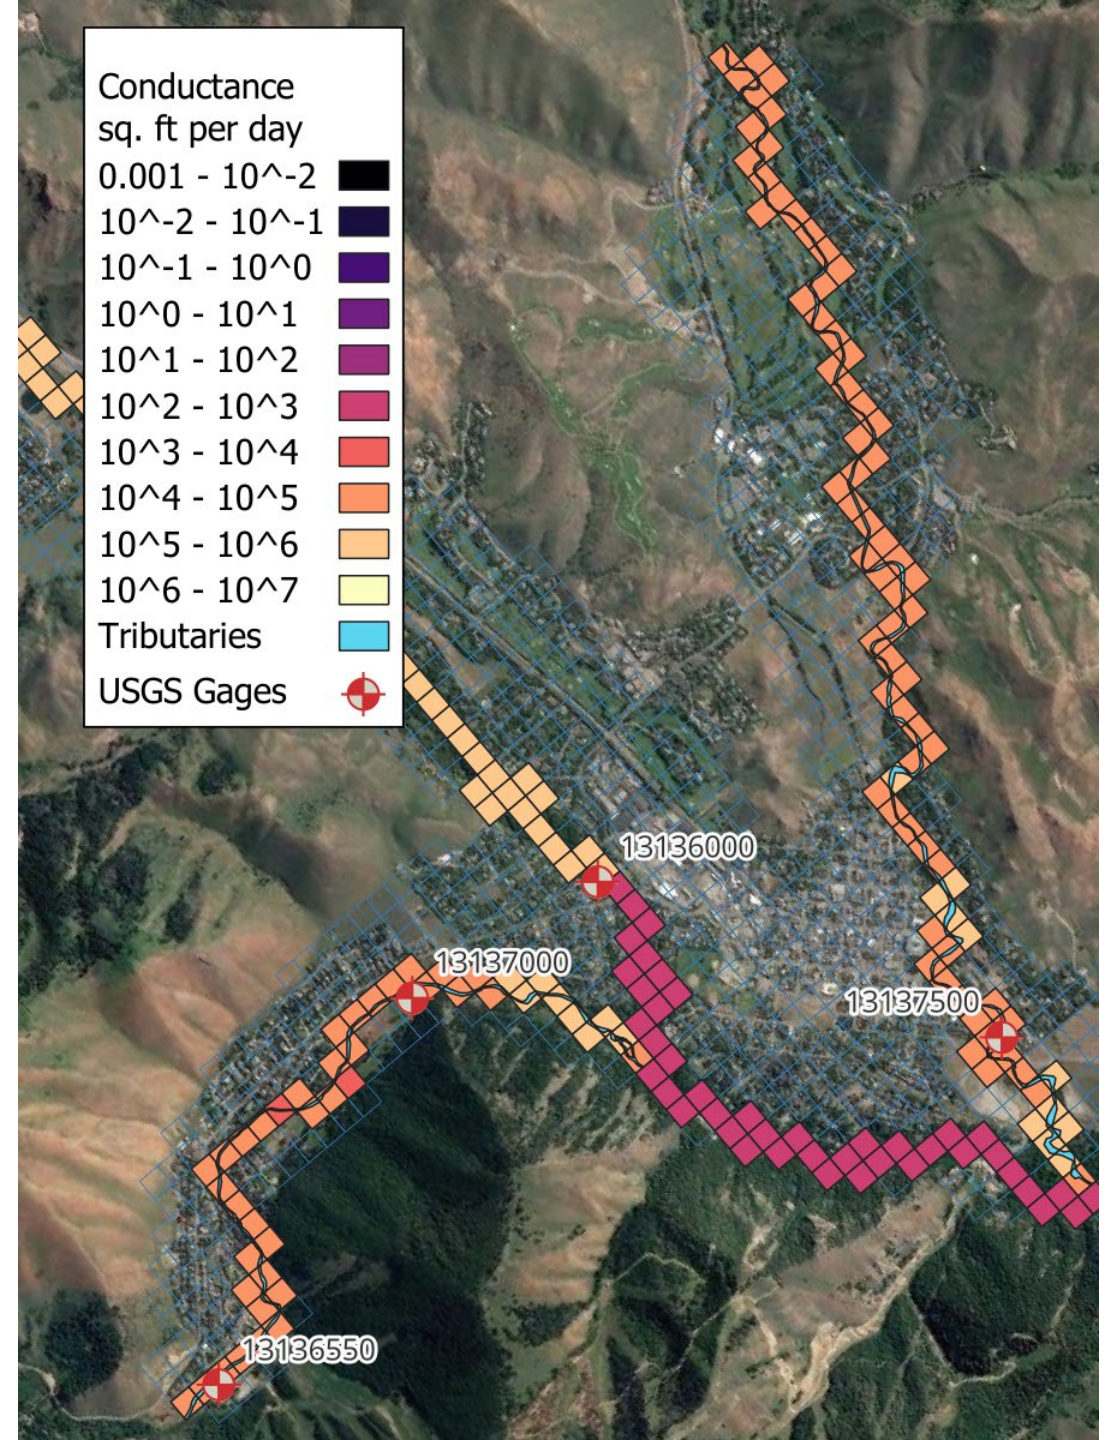 Conductance
sq. ft per day
0.001 - 10^-2
10^-2 - 10^-1
10^-1 - 10^0
10^0 - 10^1
10^1 - 10^2
10^2 - 10^3
10^3 - 10^4
10^4 - 10^5
10^5 - 10^6
10^6 - 10^7
Tributaries
USGS Gages
13136000
13137000
13137500
13136550